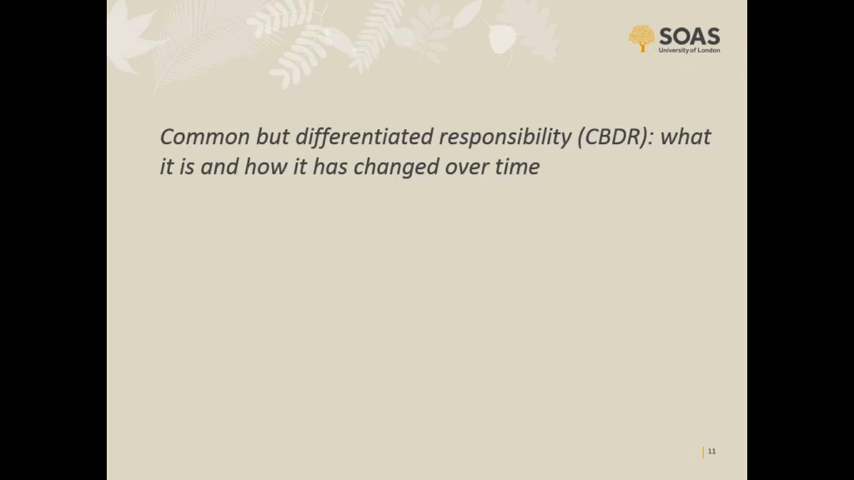 SOAS
University of London
Common but differentiated responsibility (CBDR): what
it is and how it has changed over time
11